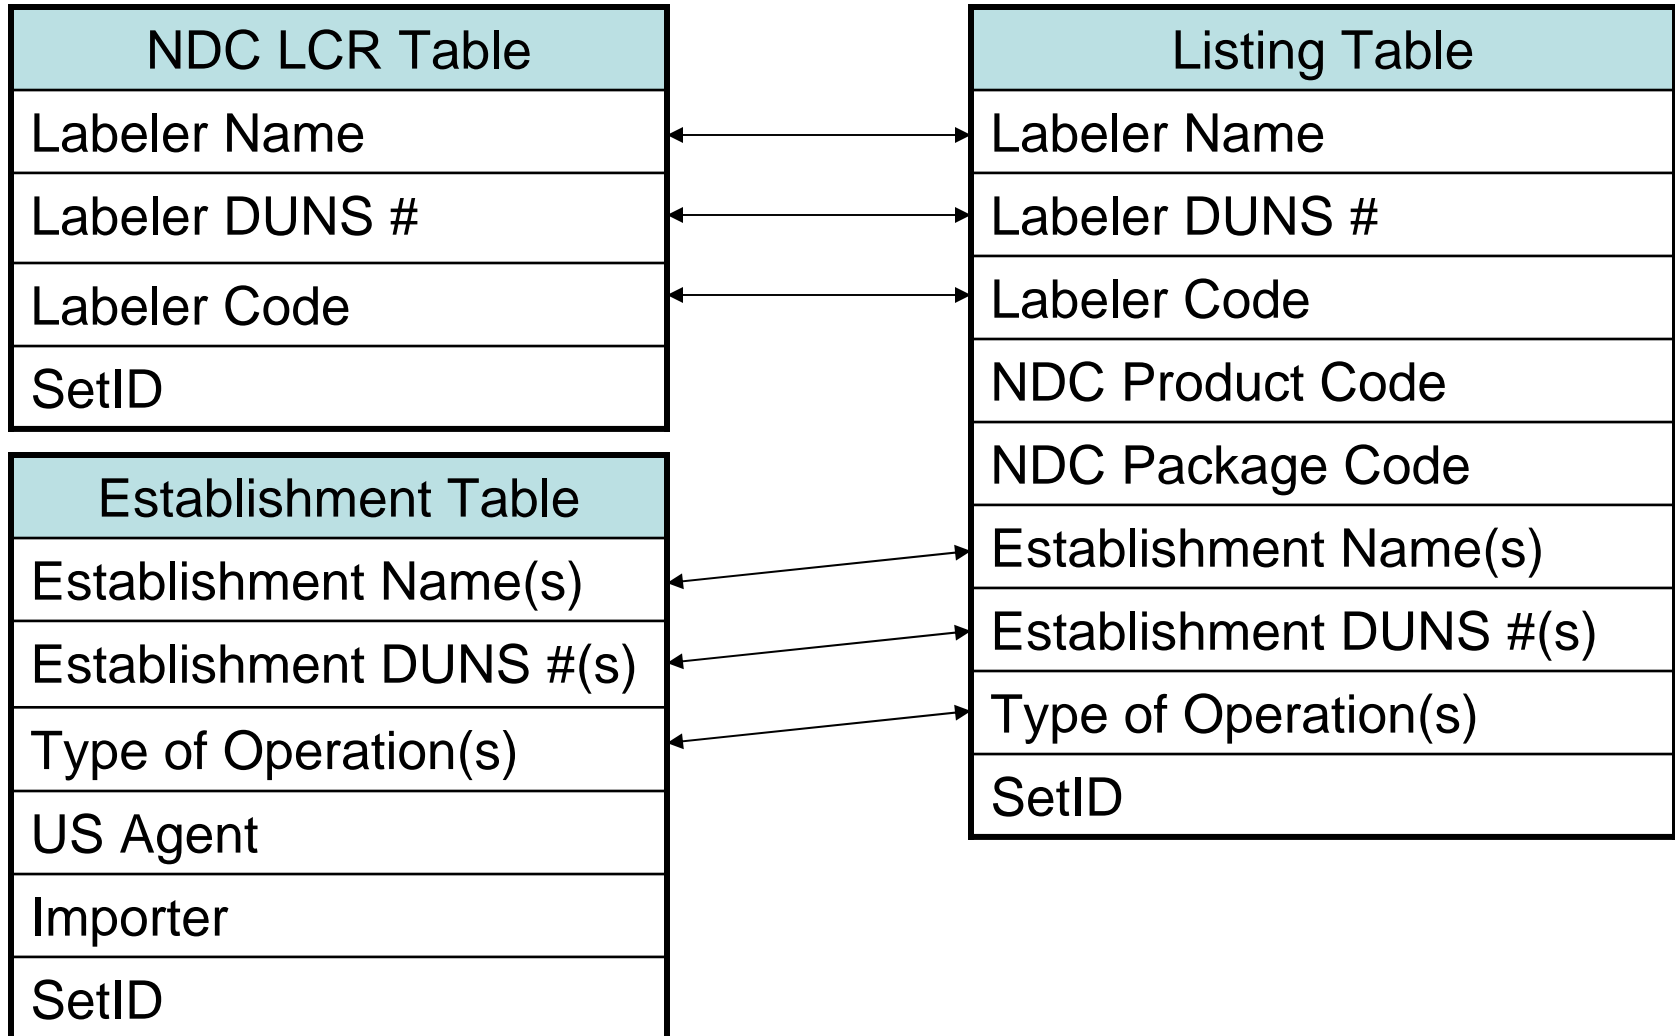 NDC LCR Table
Labeler Name
Labeler DUNS #
Labeler Code
SetID
Establishment Table
Establishment Name(s)
Establishment DUNS #(s)
Type of Operation(s)
US Agent
Importer
SetID
Listing Table
Labeler Name
Labeler DUNS #
Labeler Code
NDC Product Code
NDC Package Code
Establishment Name(s)
Establishment DUNS #(s)
Type of Operation(s)
SetID